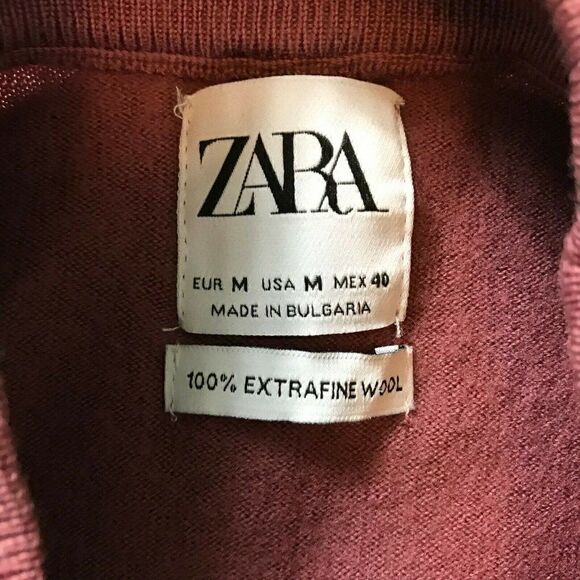 ZARA
EUR M USA M MEX 40
MADE IN BULGARIA
100% EXTRAFINE WOOL